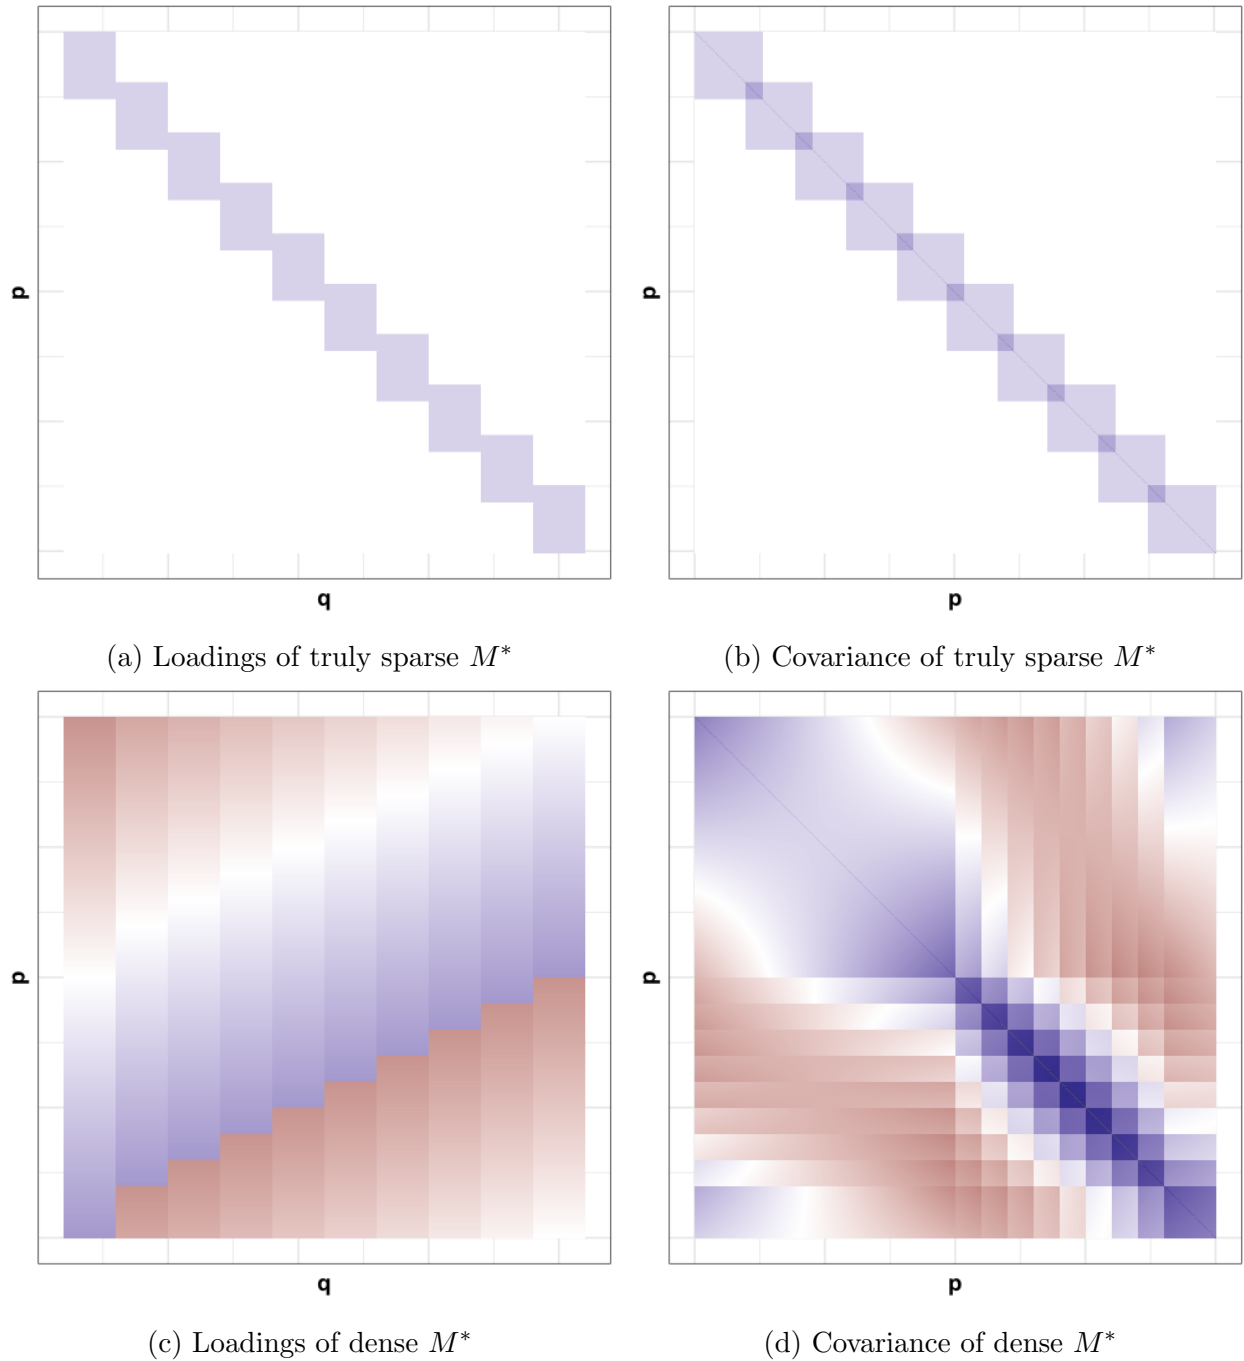 p
p
q
p
(a) Loadings of truly sparse M*
(b) Covariance of truly sparse M*
p
p
q
p
(c) Loadings of dense M*
(d) Covariance of dense M*